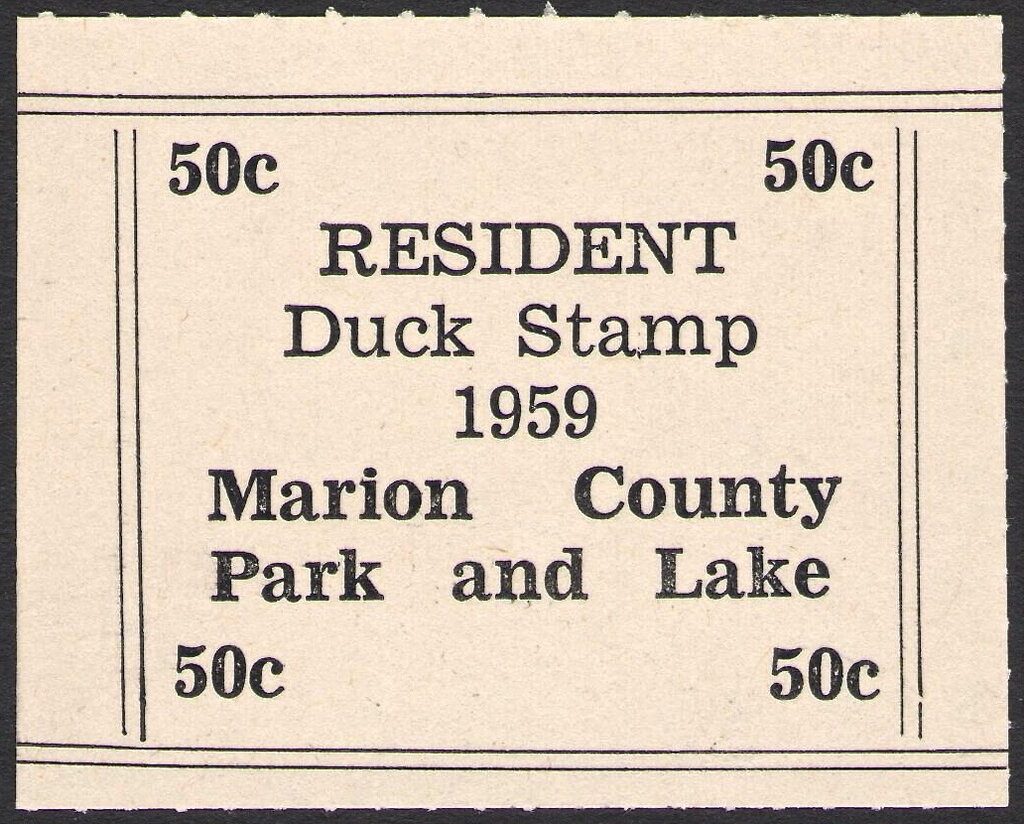 50c 50c
RESIDENT
Duck Stamp
1959
Marion County
Park and Lake
50c 50c